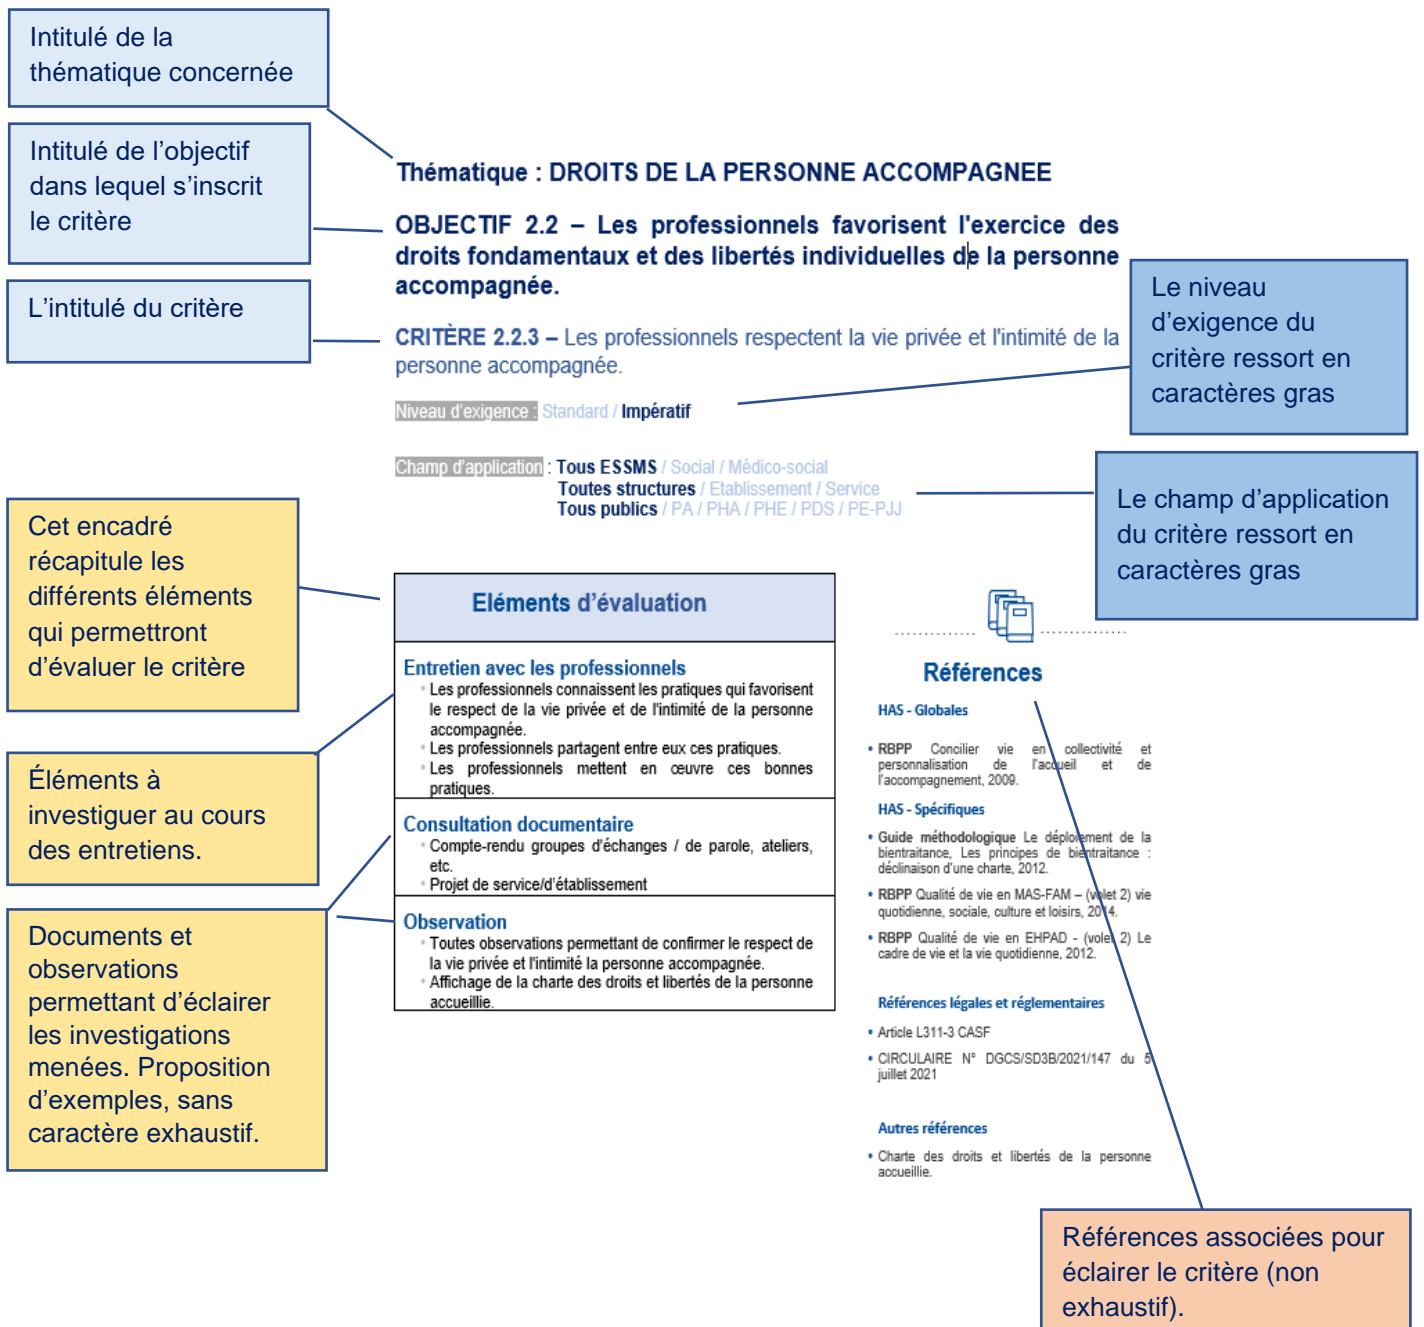 Intitulé de la
thématique concernée
Intitulé de l’objectif
dans lequel s’inscrit
le critère
L’intitulé du critère
Thématique : DROITS DE LA PERSONNE ACCOMPAGNEE
OBJECTIF 2.2 – Les professionnels favorisent l'exercice des
droits fondamentaux et des libertés individuelles de la personne
accompagnée.
CRITÈRE 2.2.3 – Les professionnels respectent la vie privée et l'intimité de la
personne accompagnée.
Niveau d’exigence : Standard / Impératif
Champ d’application : Tous ESSMS / Social / Médico-social
Toutes structures / Etablissement / Service
Tous publics / PA / PHA / PHE / PDS / PE-PJJ
Le niveau
d’exigence du
critère ressort en
caractères gras
Le champ d’application
du critère ressort en
caractères gras
Cet encadré
récapitule les
différents éléments
qui permettront
d’évaluer le critère
Éléments à
investiguer au cours
des entretiens.
Documents et
observations
permettant d’éclairer
les investigations
menées. Proposition
d’exemples, sans
caractère exhaustif.
Eléments d’évaluation
Entretien avec les professionnels
◦ Les professionnels connaissent les pratiques qui favorisent
le respect de la vie privée et de l'intimité de la personne
accompagnée.
◦ Les professionnels partagent entre eux ces pratiques.
◦ Les professionnels mettent en œuvre ces bonnes
pratiques.
Consultation documentaire
◦ Compte-rendu groupes d'échanges / de parole, ateliers,
etc.
◦ Projet de service/d'établissement
Observation
◦ Toutes observations permettant de confirmer le respect de
la vie privée et l'intimité la personne accompagnée.
◦ Affichage de la charte des droits et libertés de la personne
accueillie.
Références
HAS - Globales
• RBPP Concilier vie en collectivité et
personnalisation de l'accueil et de
l'accompagnement, 2009.
HAS - Spécifiques
• Guide méthodologique Le déploiement de la
bientraitance, Les principes de bientraitance :
déclinaison d'une charte, 2012.
• RBPP Qualité de vie en MAS-FAM – (volet 2) vie
quotidienne, sociale, culture et loisirs, 2014.
• RBPP Qualité de vie en EHPAD - (volet 2) Le
cadre de vie et la vie quotidienne, 2012.
Références légales et réglementaires
• Article L311-3 CASF
• CIRCULAIRE N° DGCS/SD3B/2021/147 du 5
juillet 2021
Autres références
• Charte des droits et libertés de la personne
accueillie.
Références associées pour
éclairer le critère (non
exhaustif).